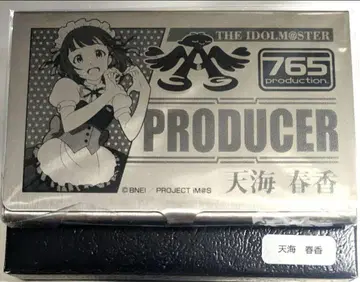 THE IDOLM@STER
765
production.
PRODUCER
天海 春香
© BNEI PROJECT iM@S
天海 春香